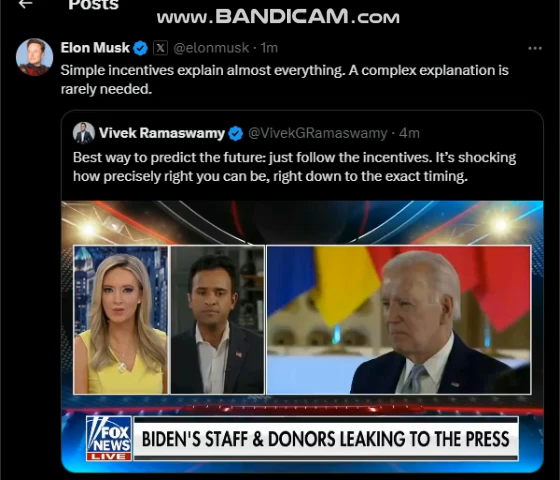 Posts
www.BANDICAM.com
Elon Musk X @elonmusk · 1m
Simple incentives explain almost everything. A complex explanation is
rarely needed.
Vivek Ramaswamy @VivekGRamaswamy · 4m
Best way to predict the future: just follow the incentives. It's shocking
how precisely right you can be, right down to the exact timing.
FOX
NEWS
LIVE
BIDEN'S STAFF & DONORS LEAKING TO THE PRESS